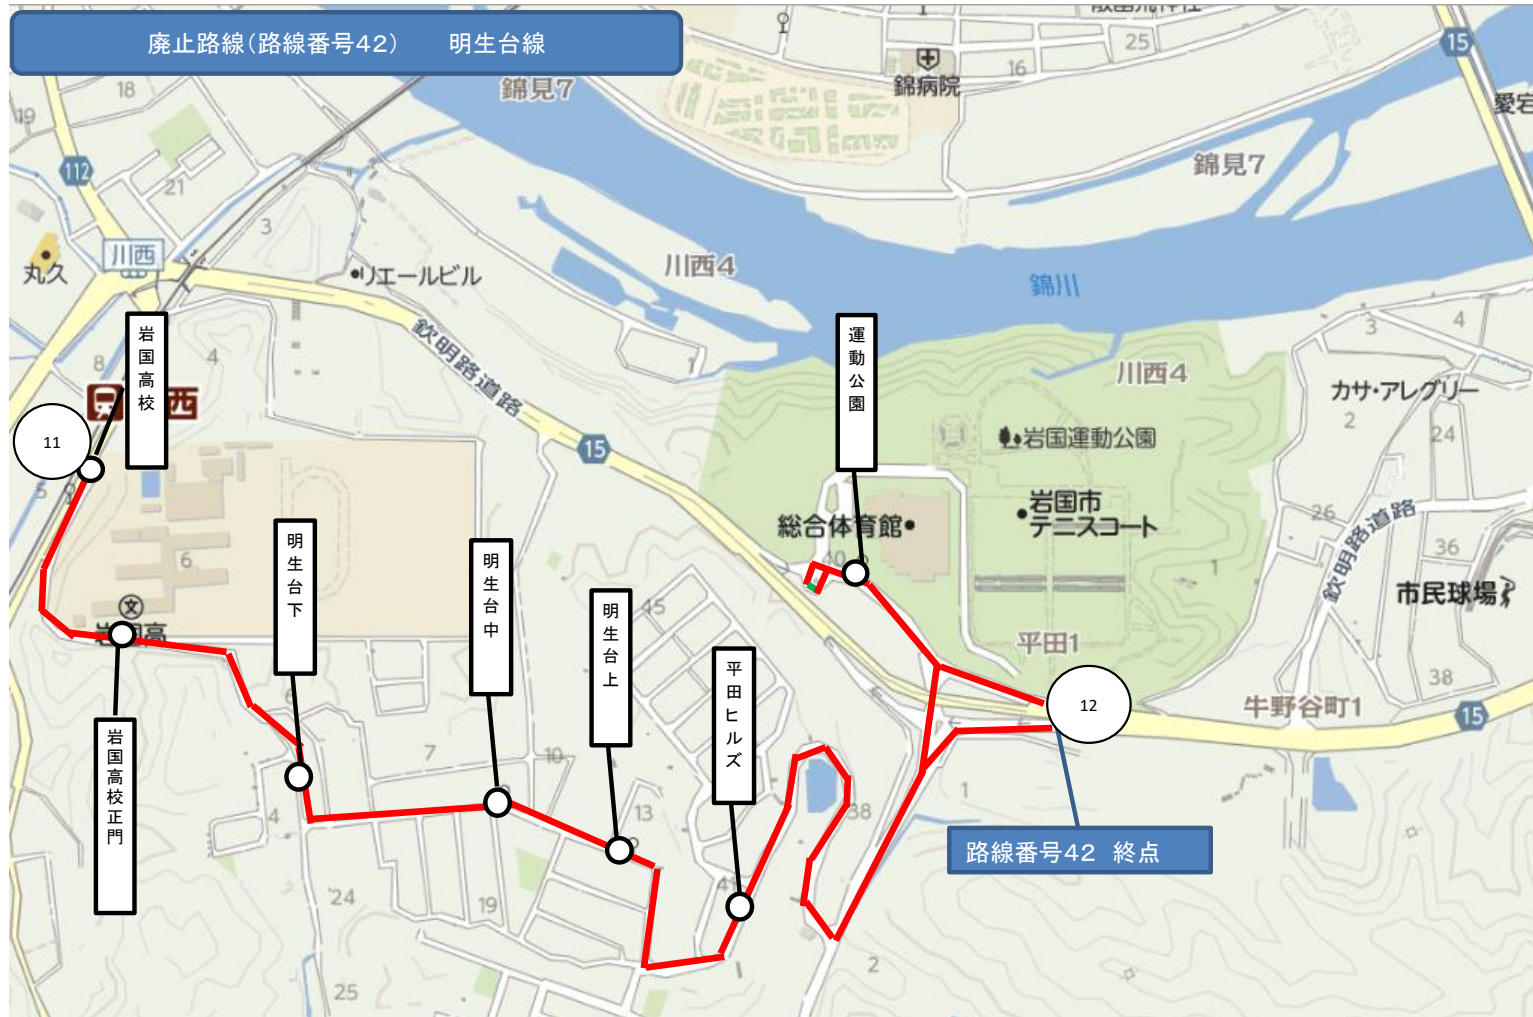 廃止路線(路線番号42)　　明生台線
15
25
錦病院
16
錦見7
18
19
愛宕
112
21
錦見7
3
川西
丸久
リエールビル
川西4
錦川
欽明路道路
岩国高校
8
4
1
運動公園
川西4
3
4
カサ・アレグリー
2
24
西
11
15
岩国運動公園
5
総合体育館
岩国市
テニスコート
26
欽明路道路
36
6
明生台下
明生台中
40
1
市民球場
岩国高
明生台上
45
平田1
平田ヒルズ
38
6
12
牛野谷町1
15
岩国高校正門
7
10
4
13
38
1
路線番号42　終点
24
19
41
25
2